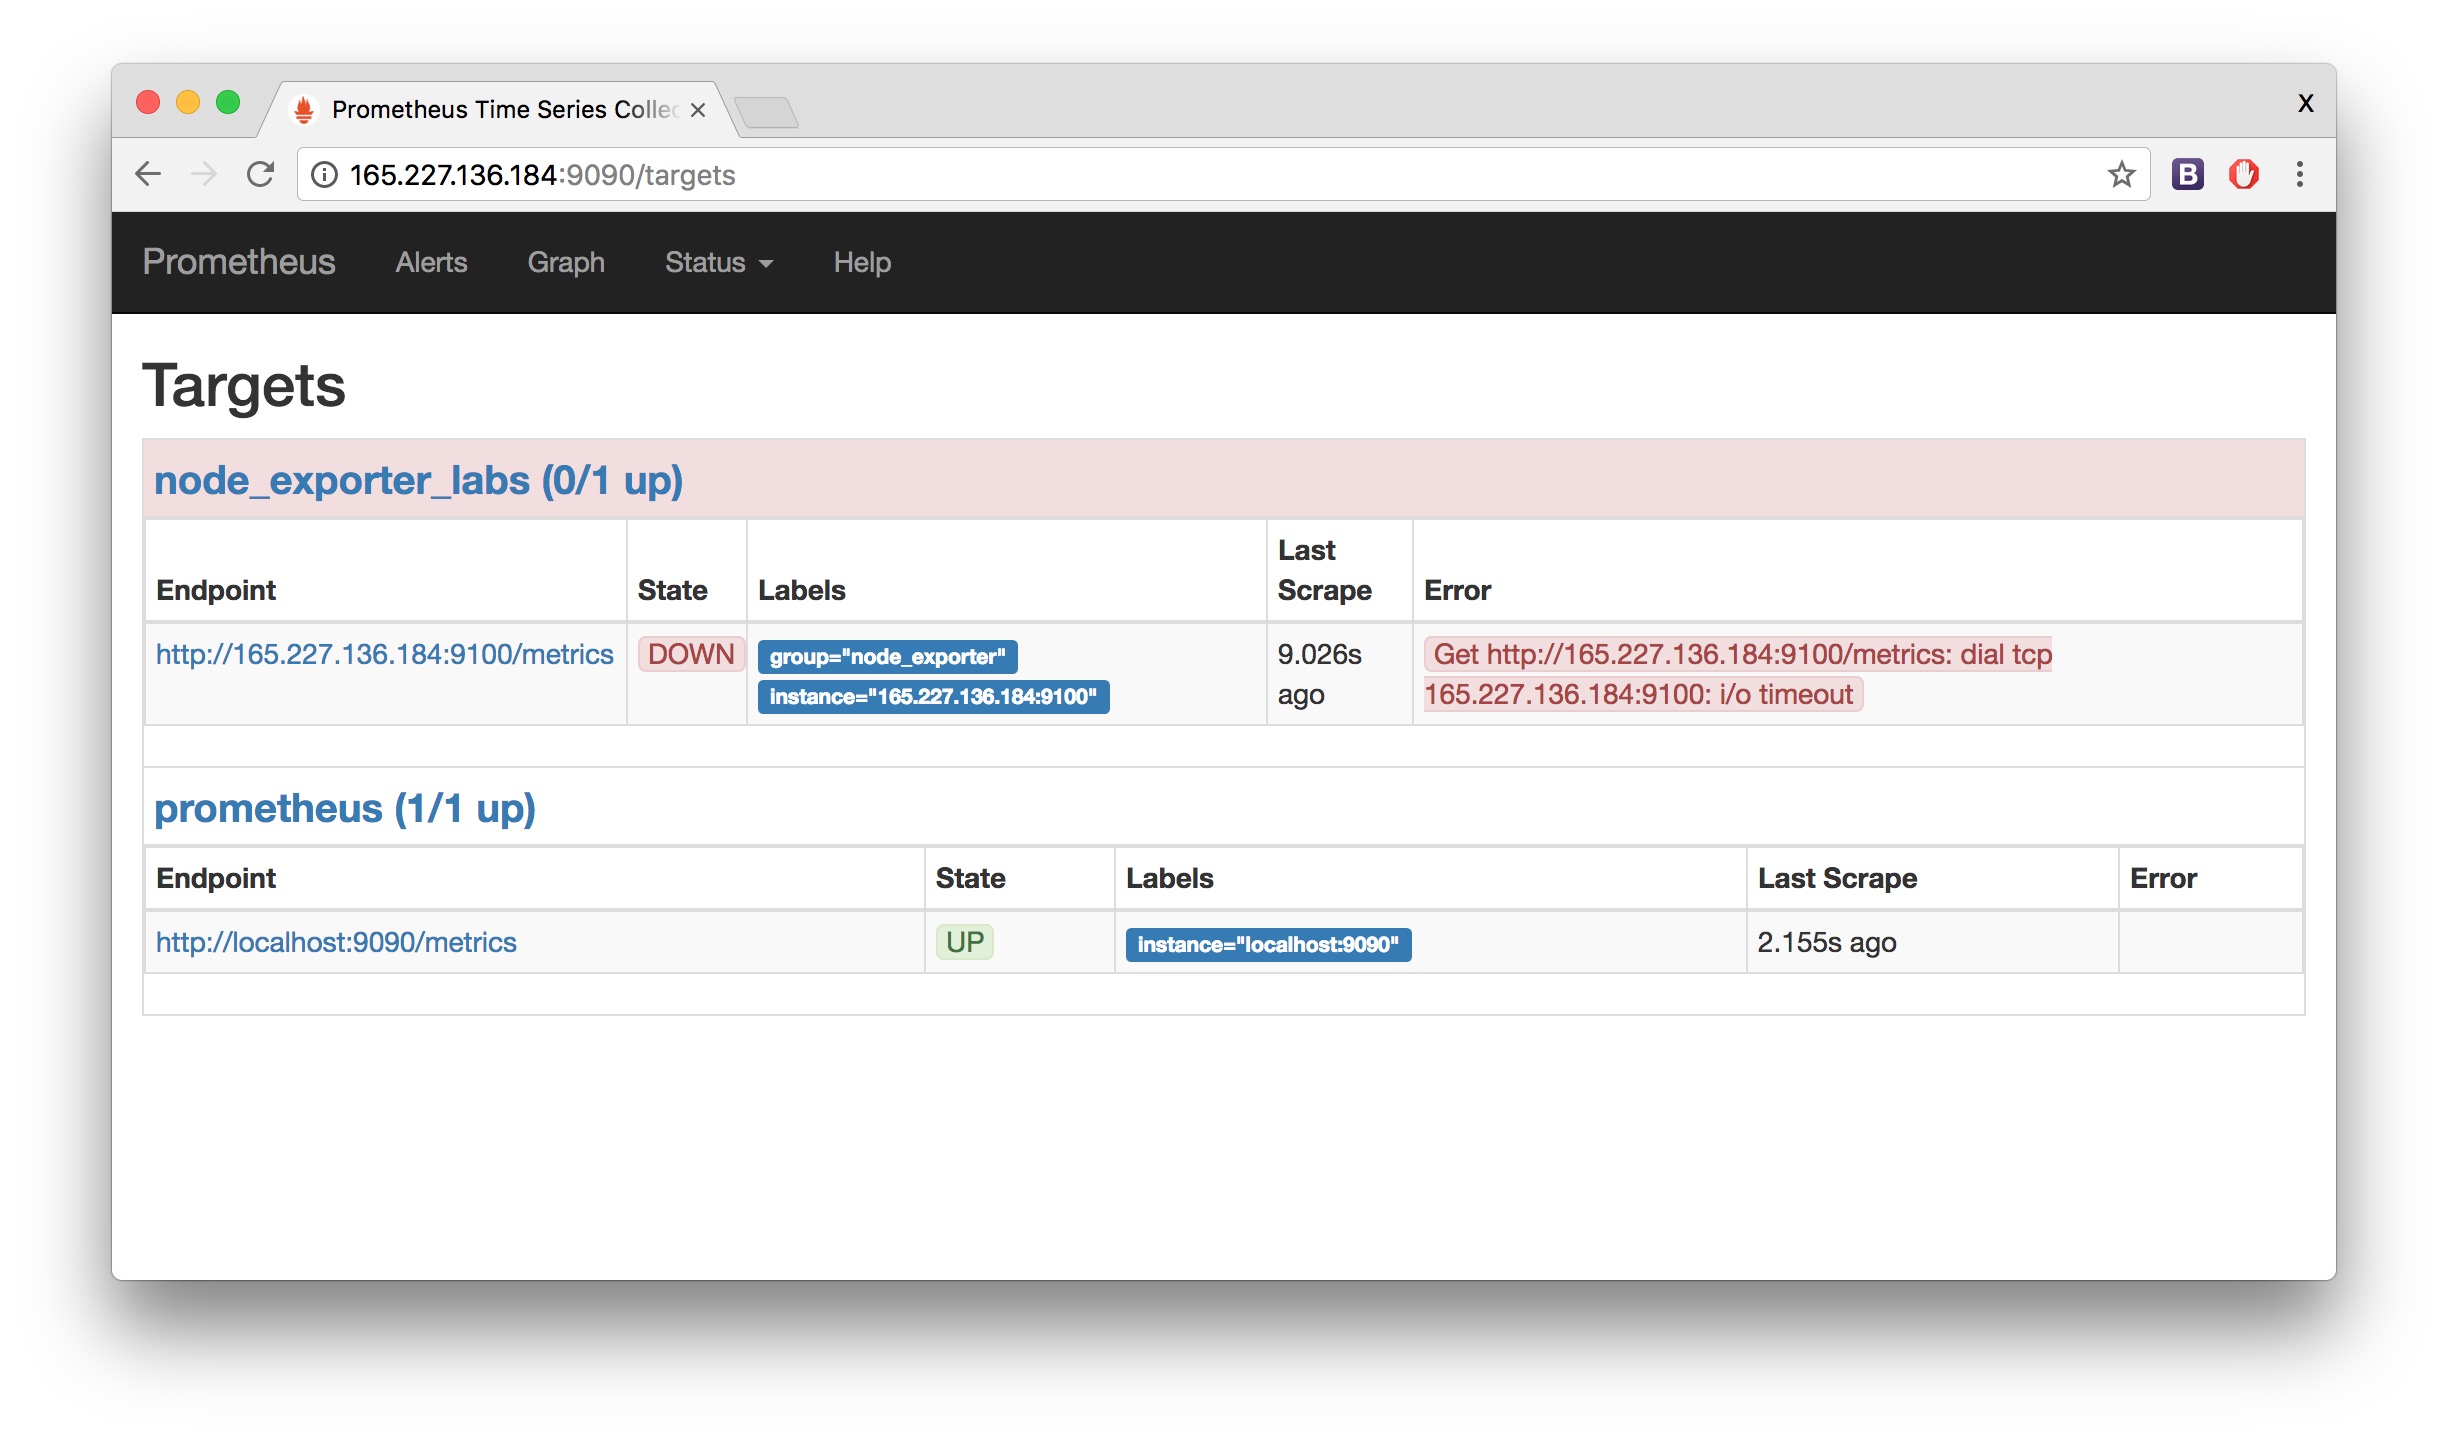 Prometheus Time Series Collec
x
165.227.136.184:9090/targets
B
Prometheus Alerts Graph Status Help
Targets
node_exporter_labs (0/1 up)
Endpoint State Labels Last Scrape Error
http://165.227.136.184:9100/metrics DOWN group="node_exporter" 9.026s Get http://165.227.136.184:9100/metrics: dial tcp
instance="165.227.136.184:9100" ago 165.227.136.184:9100: i/o timeout
prometheus (1/1 up)
Endpoint State Labels Last Scrape Error
http://localhost:9090/metrics UP instance="localhost:9090" 2.155s ago